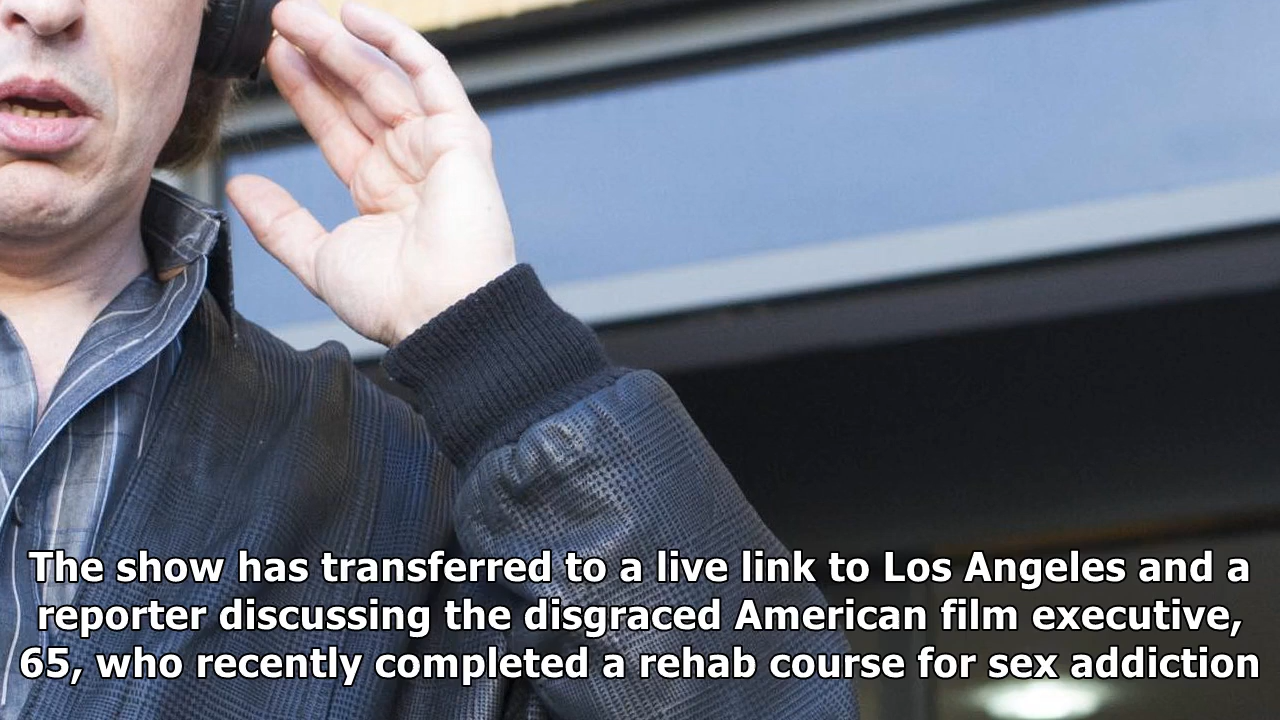 The show has transferred to a live link to Los Angeles and a
reporter discussing the disgraced American film executive,
65, who recently completed a rehab course for sex addiction